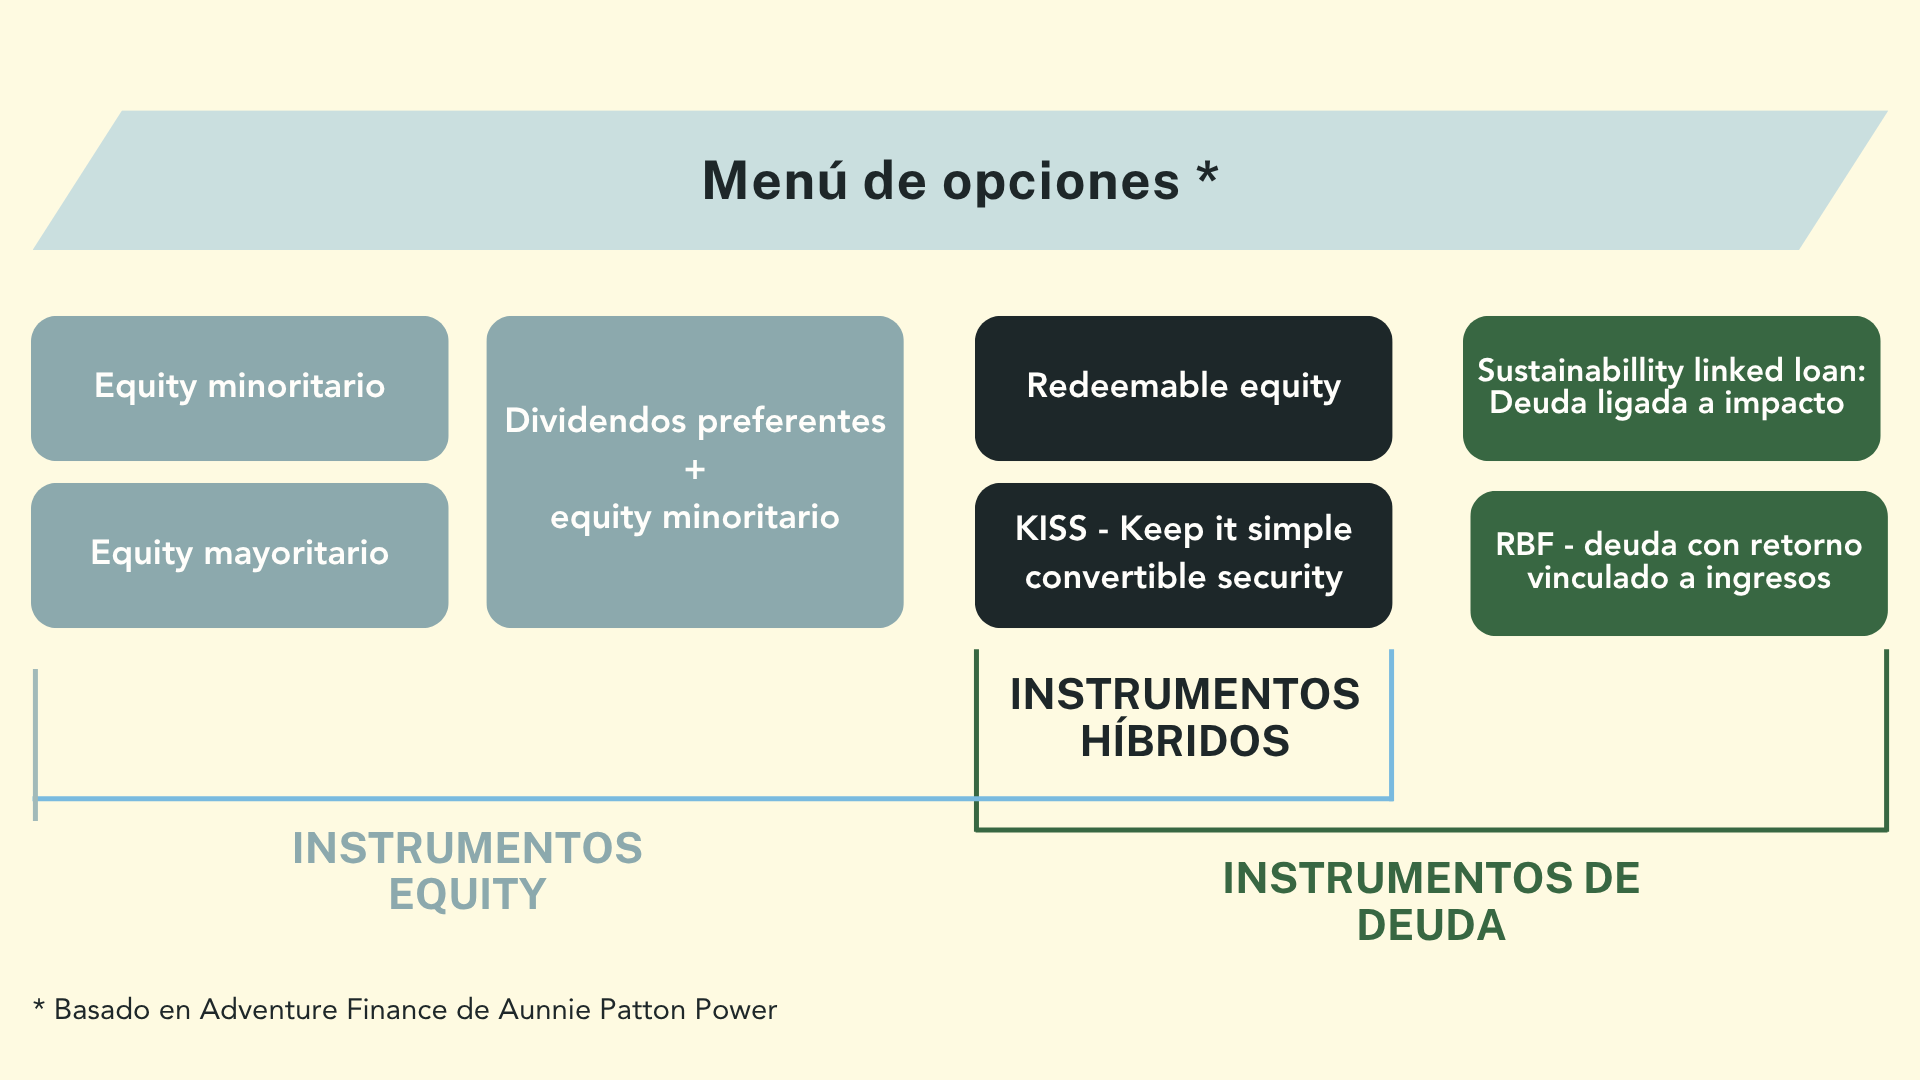 Menú de opciones *
Equity minoritario
Equity mayoritario
Dividendos preferentes
+
equity minoritario
Redeemable equity
KISS - Keep it simple
convertible security
Sustainabillity linked loan:
Deuda ligada a impacto
RBF - deuda con retorno
vinculado a ingresos
INSTRUMENTOS
HÍBRIDOS
INSTRUMENTOS
EQUITY
INSTRUMENTOS DE
DEUDA
* Basado en Adventure Finance de Aunnie Patton Power